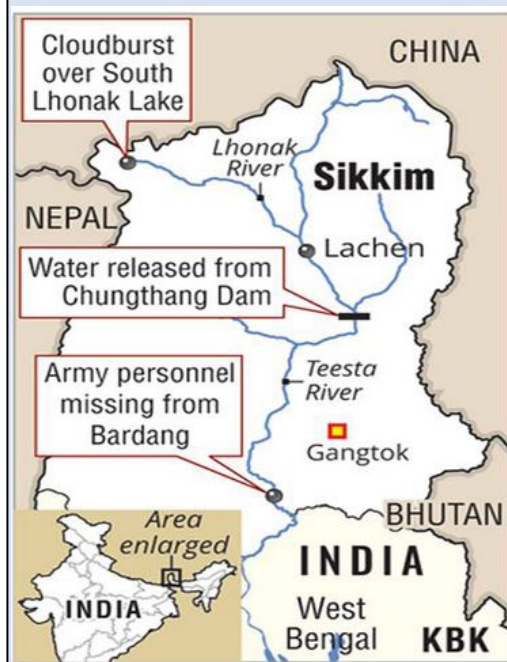 CHINA
Cloudburst
over South
Lhonak Lake
Lhonak
River
Sikkim
NEPAL
Lachen
Water released from
Chungthang Dam
Teesta
River
Army personnel
missing from
Bardang
Gangtok
BHUTAN
Area
enlarged
INDIA
INDIA
West
Bengal
KBK